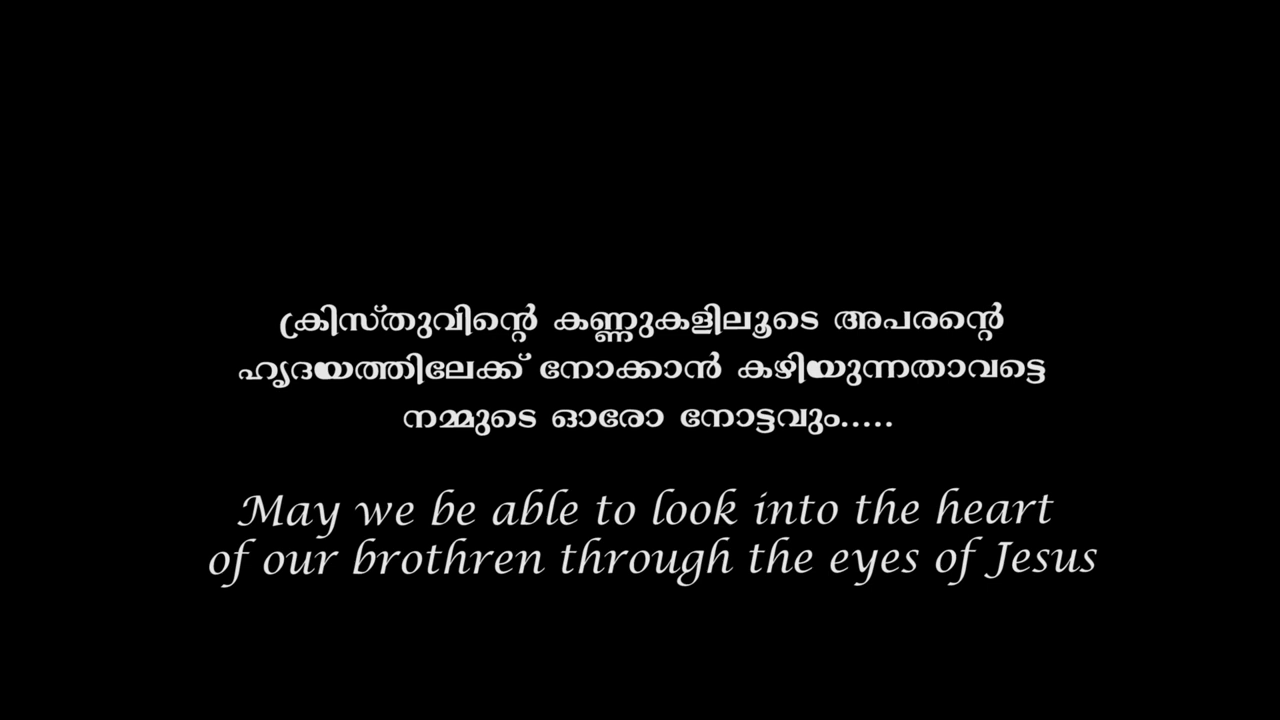 ക്രിസ്തുവിന്റെ കണ്ണുകളിലൂടെ അപരന്റെ
ഹൃദയത്തിലേക്ക് നോക്കാൻ കഴിയുന്നതാവട്ടെ
നമ്മുടെ ഓരോ നോട്ടവും.....
May we be able to look into the heart
of our brothren through the eyes of Jesus